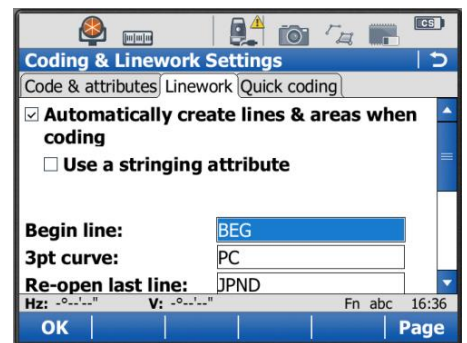 CS
Coding & Linework Settings
Code & attributes Linework Quick coding
Automatically create lines & areas when
coding
Use a stringing attribute
Begin line: BEG
3pt curve: PC
Re-open last line: JPND
Hz: -°--'--" V: -°--'--" Fn abc 16:36
OK Page